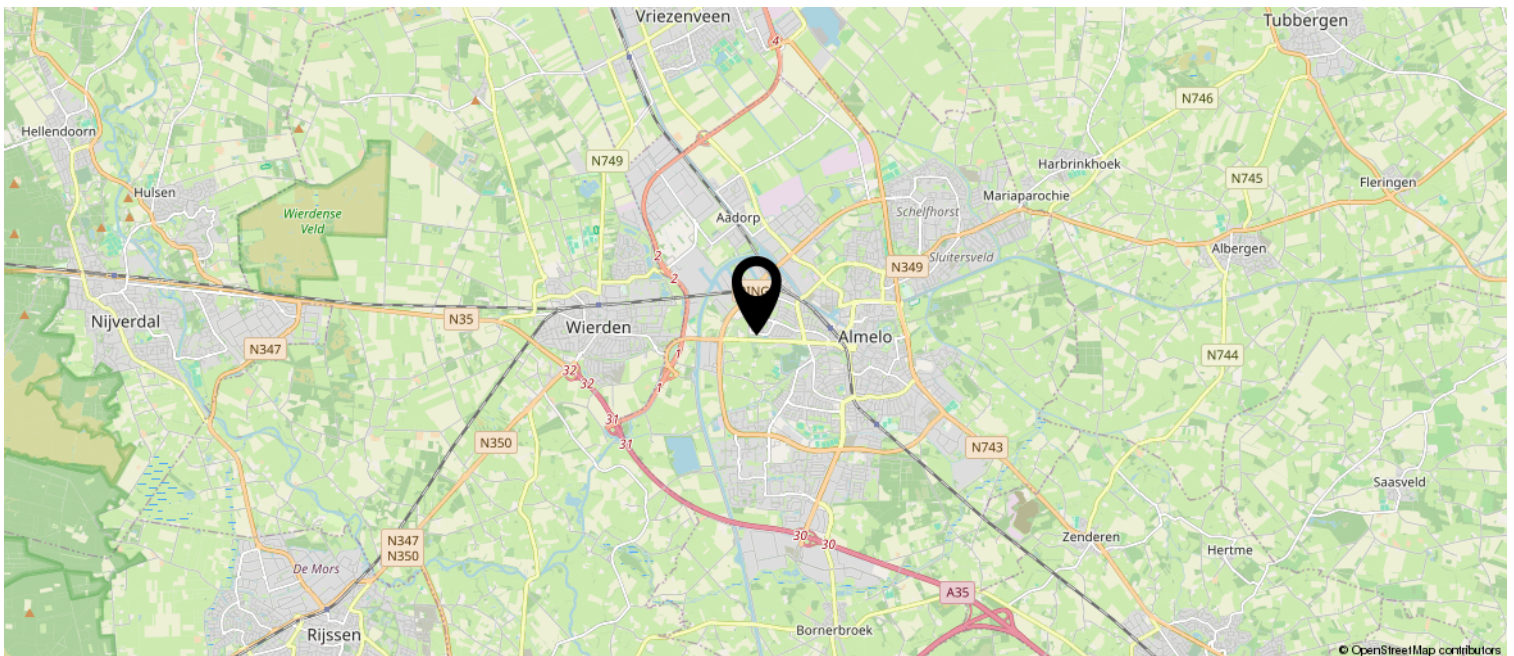 Vriezenveen
Tubbergen
4
N746
Hellendoorn
N749
Harbrinkhoek
Hulsen
Mariaparochie
N745
Fleringen
Wierdense
Veld
Aadorp
Schelfhorst
Albergen
Sluitersveld
N349
2
2
Nijverdal
N35
Wierden
Almelo
N347
1
N744
32
32
1
31
31
N350
N743
Saasveld
30
30
N347
N350
Zenderen
Hertme
De Mors
A35
Rijssen
Bornerbroek
© OpenStreetMap contributors